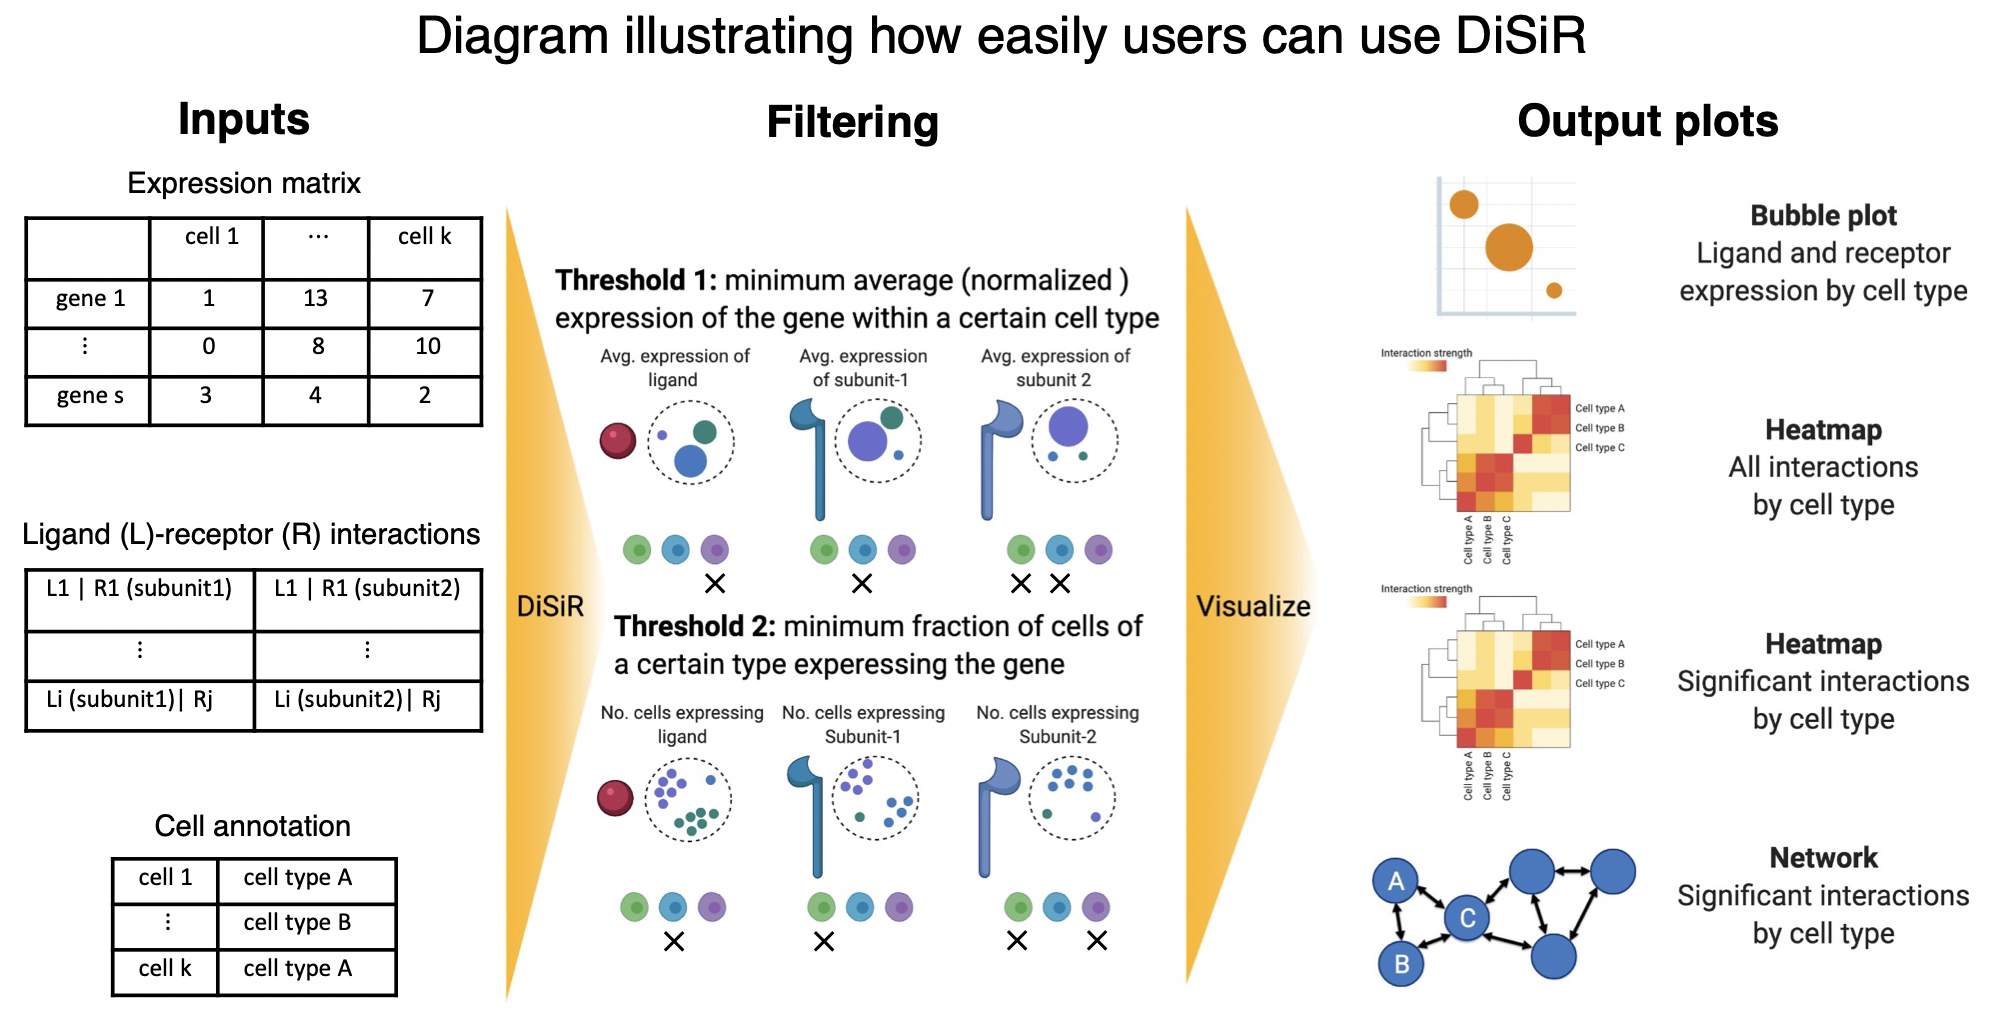 Diagram illustrating how easily users can use DiSiR
Inputs
Expression matrix
cell 1 ... cell k
gene 1 1 13 7
⋮ 0 8 10
gene s 3 4 2
Ligand (L)-receptor (R) interactions
L1 | R1 (subunit1) L1 | R1 (subunit2)
⋮ ⋮
Li (subunit1)| Rj Li (subunit2)| Rj
Cell annotation
cell 1 cell type A
⋮ cell type B
cell k cell type A
DiSiR
Filtering
Threshold 1: minimum average (normalized )
expression of the gene within a certain cell type
Avg. expression of
ligand
Avg. expression
of subunit-1
Avg. expression of
subunit 2
Threshold 2: minimum fraction of cells of
a certain type experessing the gene
No. cells expressing
ligand
No. cells expressing
Subunit-1
No. cells expressing
Subunit-2
Visualize
Output plots
Bubble plot
Ligand and receptor
expression by cell type
Interaction strength
Cell type A
Cell type B
Cell type C
Cell type A
Cell type B
Cell type C
Heatmap
All interactions
by cell type
Interaction strength
Cell type A
Cell type B
Cell type C
Cell type A
Cell type B
Cell type C
Heatmap
Significant interactions
by cell type
A
C
B
Network
Significant interactions
by cell type